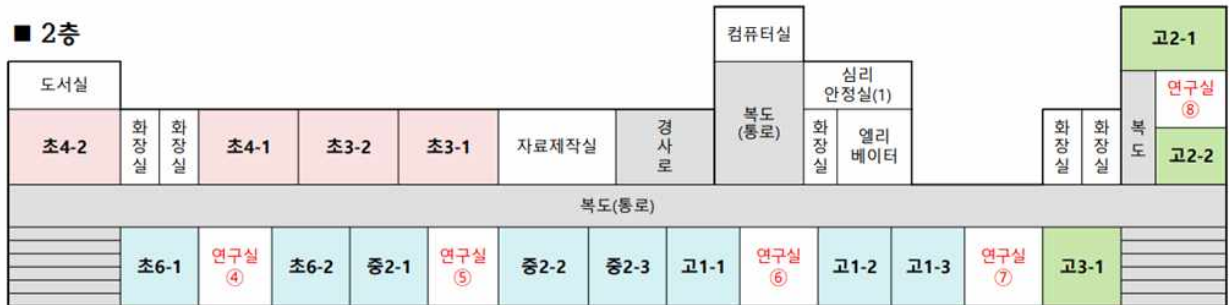 ■ 2층
컴퓨터실
고2-1
도서실
심리
안정실(1)
연구실
⑧
초4-2
화장실
화장실
초4-1
초3-2
초3-1
자료제작실
경사로
복도
(통로)
화장실
엘리
베이터
화장실
화장실
복도
고2-2
복도(통로)
초6-1
연구실
④
초6-2
중2-1
연구실
⑤
중2-2
중2-3
고1-1
연구실
⑥
고1-2
고1-3
연구실
⑦
고3-1